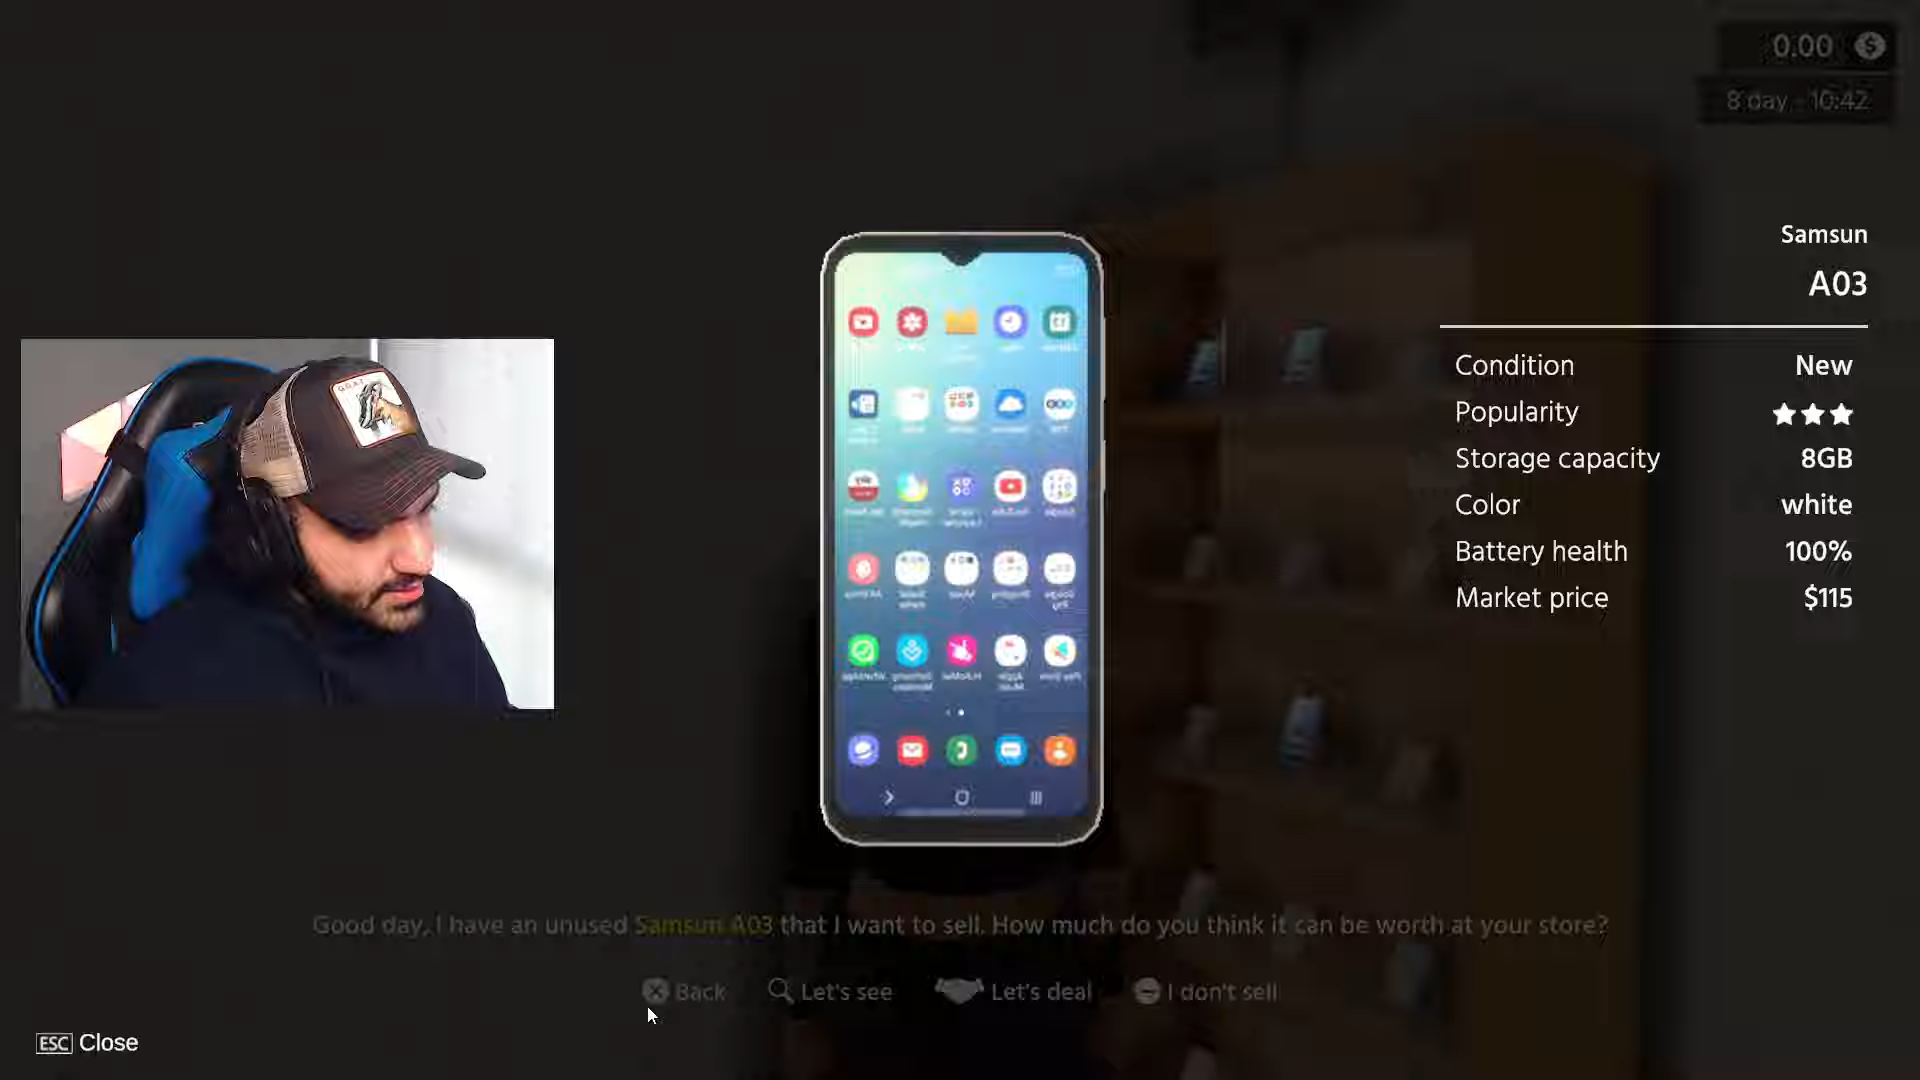 0.00
8 day - 10:42
Samsun
A03
Condition New
Popularity
Storage capacity 8GB
Color white
Battery health 100%
Market price $115
Good day, I have an unused Samsun A03 that I want to sell. How much do you think it can be worth at your store?
Back Let's see Let's deal I don't sell
ESC Close